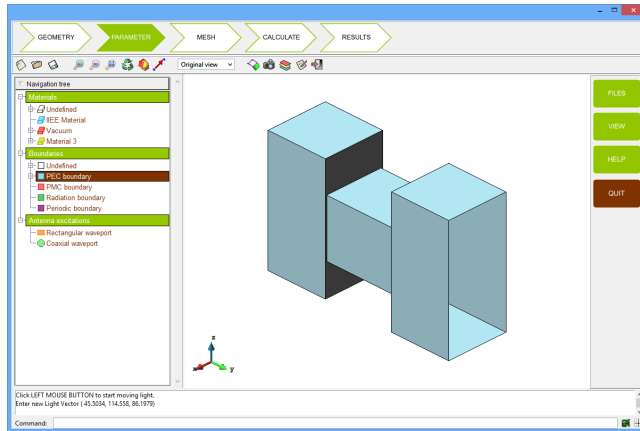 GEOMETRY
PARAMETER
MESH
CALCULATE
RESULTS
Original view
Navigation tree
Materials
Undefined
IIEE Material
Vacuum
Material 3
Boundaries
Undefined
PEC boundary
PMC boundary
Radiation boundary
Periodic boundary
Antenna excitations
Rectangular waveport
Coaxial waveport
FILES
VIEW
HELP
QUIT
z
x
y
Click LEFT MOUSE BUTTON to start moving light.
Enter new Light Vector ( 45.5034, 114.558, 86.1979)
Command: